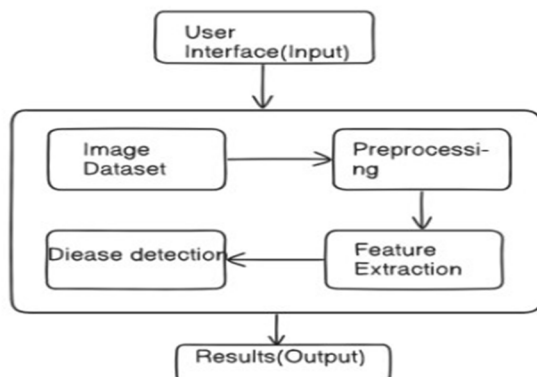 User
Interface(Input)
Image
Dataset
Preprocessi-
ng
Diease detection
Feature
Extraction
Results(Output)